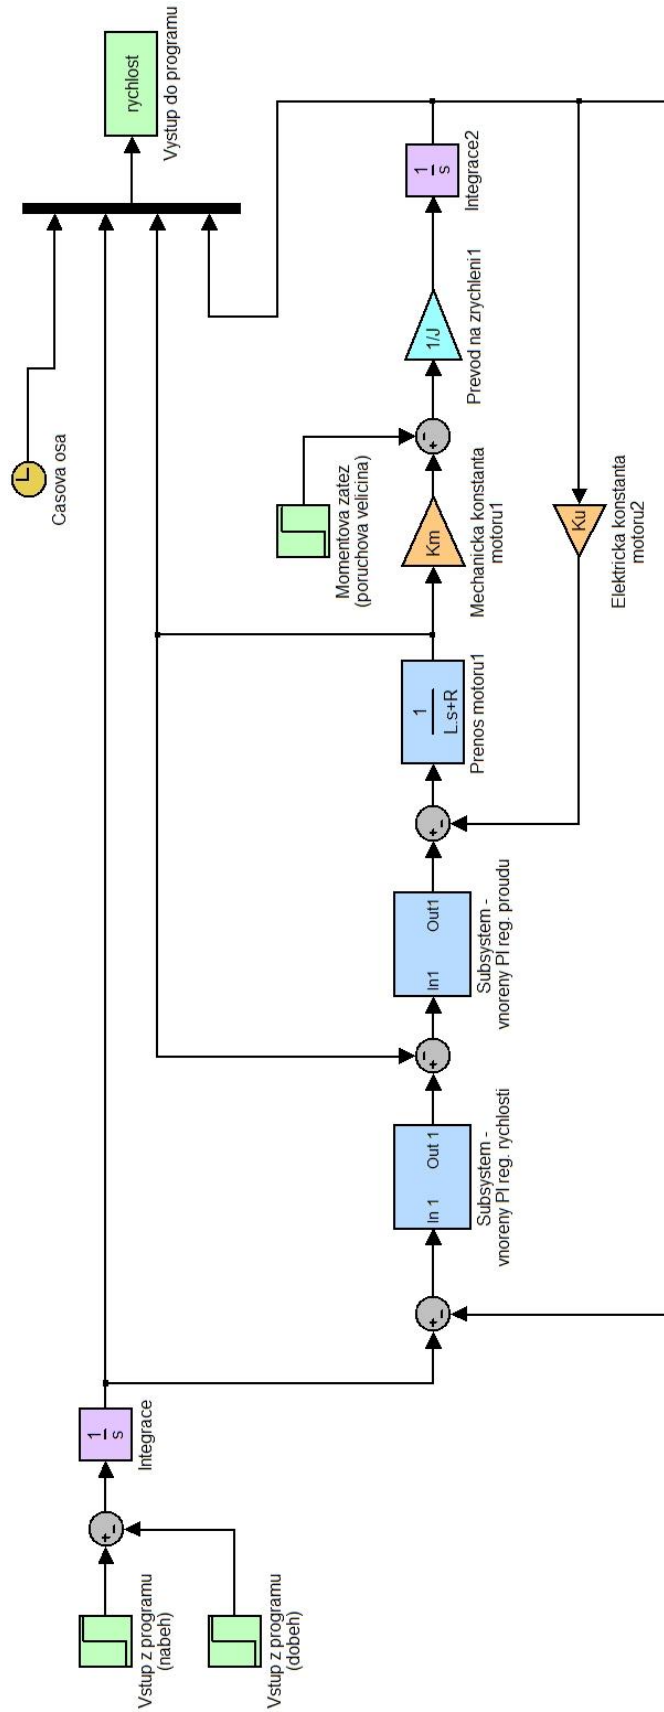 Casova osa
rychlost
Vystup do programu
Vstup z programu
(nabeh)
+
-
1
s
Integrace
Vstup z programu
(dobeh)
Momentova zatez
(poruchova velicina)
+
-
In 1
Out 1
Subsystem -
vnoreny PI reg. rychlosti
+
-
In1
Out1
Subsystem -
vnoreny PI reg. proudu
+
-
1
L.s+R
Prenos motoru1
Km
Mechanicka konstanta
motoru1
+
-
1/J
Prevod na zrychleni1
1
s
Integrace2
Ku
Elektricka konstanta
motoru2